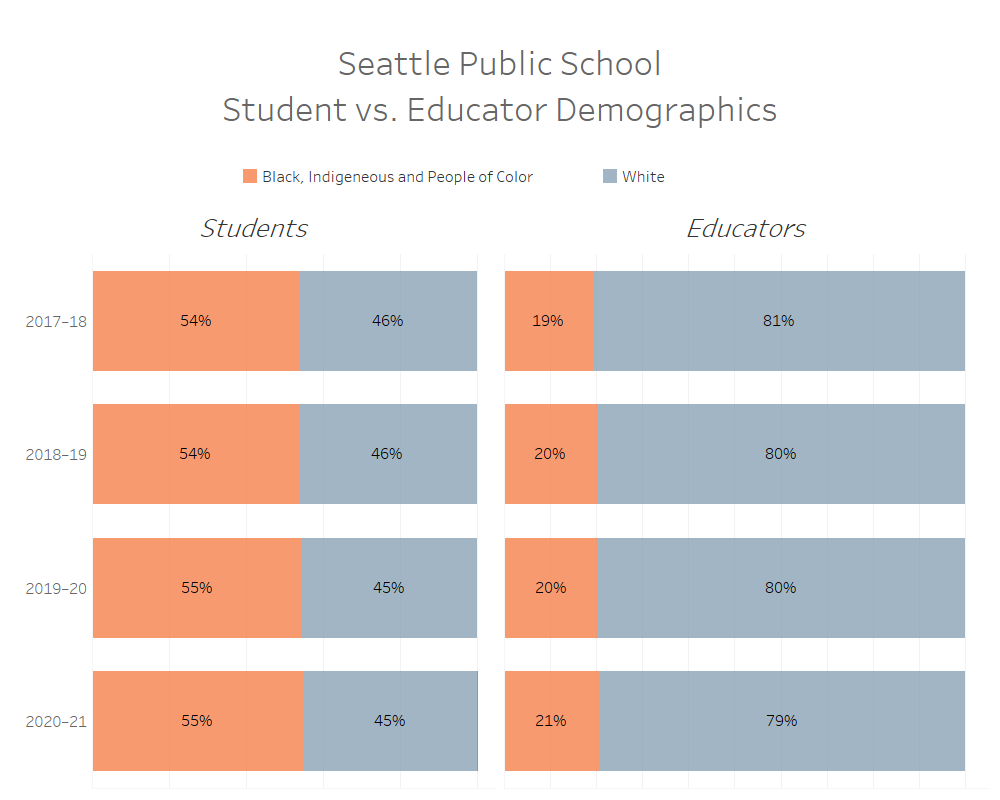 Seattle Public School
Student vs. Educator Demographics
Black, Indigeneous and People of Color White
Students Educators
2017–18 54% 46% 19% 81%
2018–19 54% 46% 20% 80%
2019–20 55% 45% 20% 80%
2020–21 55% 45% 21% 79%